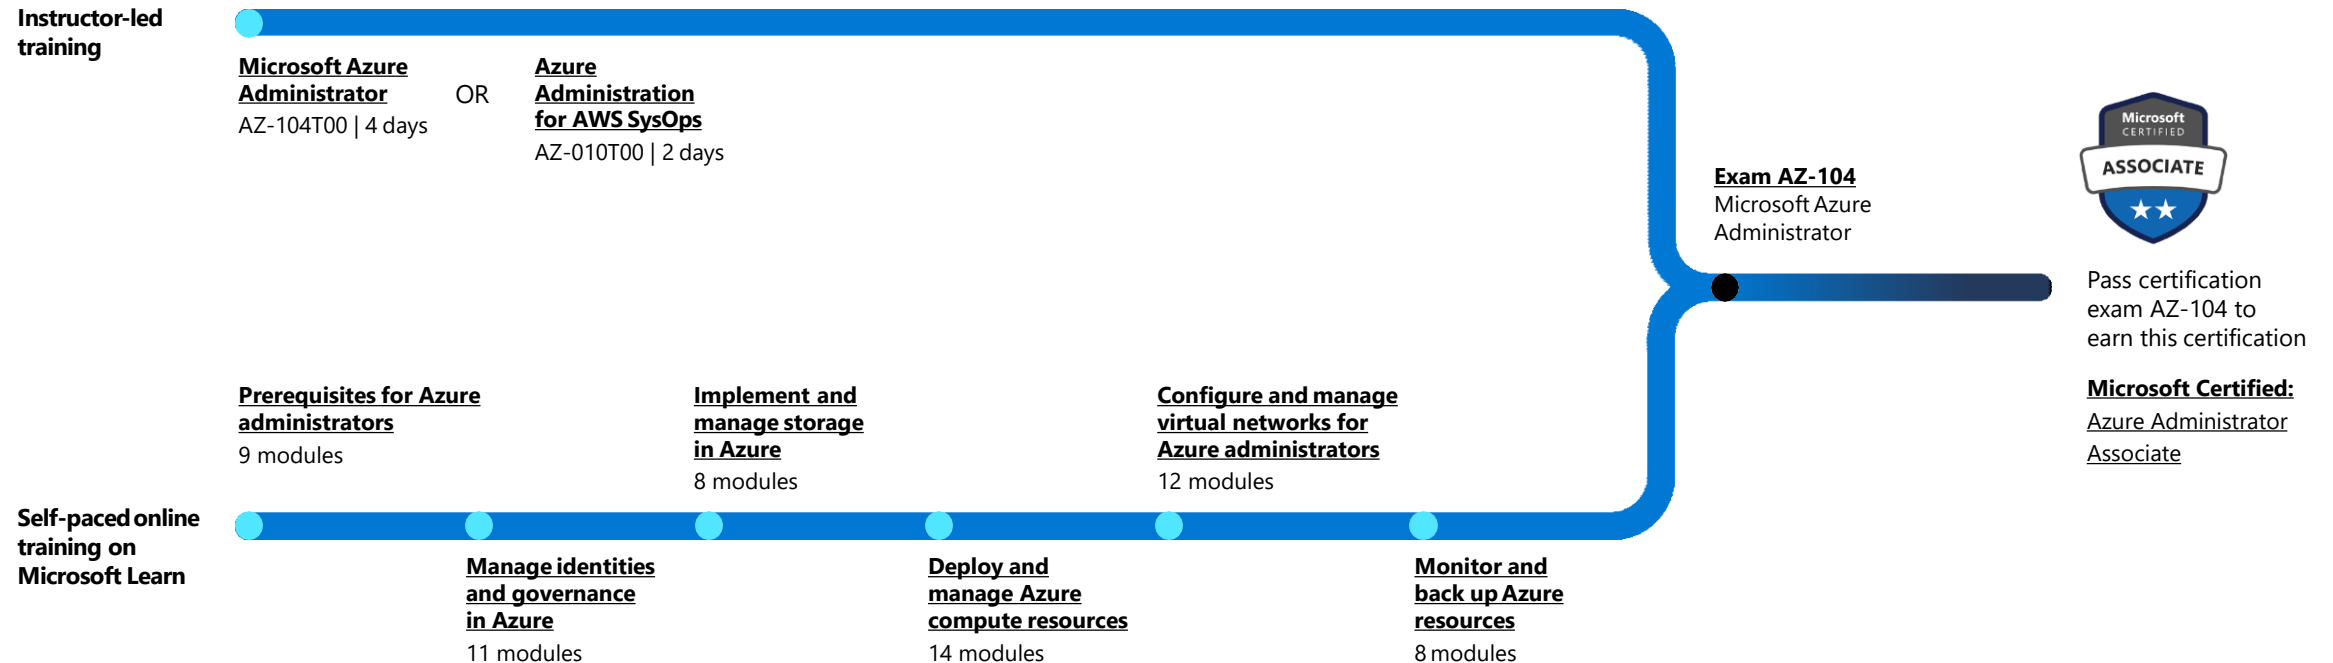 Instructor-led
training
Microsoft Azure
Administrator
AZ-104T00 | 4 days
OR
Azure
Administration
for AWS SysOps
AZ-010T00 | 2 days
Exam AZ-104
Microsoft Azure
Administrator
Microsoft
CERTIFIED
ASSOCIATE
Pass certification
exam AZ-104 to
earn this certification
Microsoft Certified:
Azure Administrator
Associate
Self-paced online
training on
Microsoft Learn
Prerequisites for Azure
administrators
9 modules
Manage identities
and governance
in Azure
11 modules
Implement and
manage storage
in Azure
8 modules
Deploy and
manage Azure
compute resources
14 modules
Configure and manage
virtual networks for
Azure administrators
12 modules
Monitor and
back up Azure
resources
8 modules